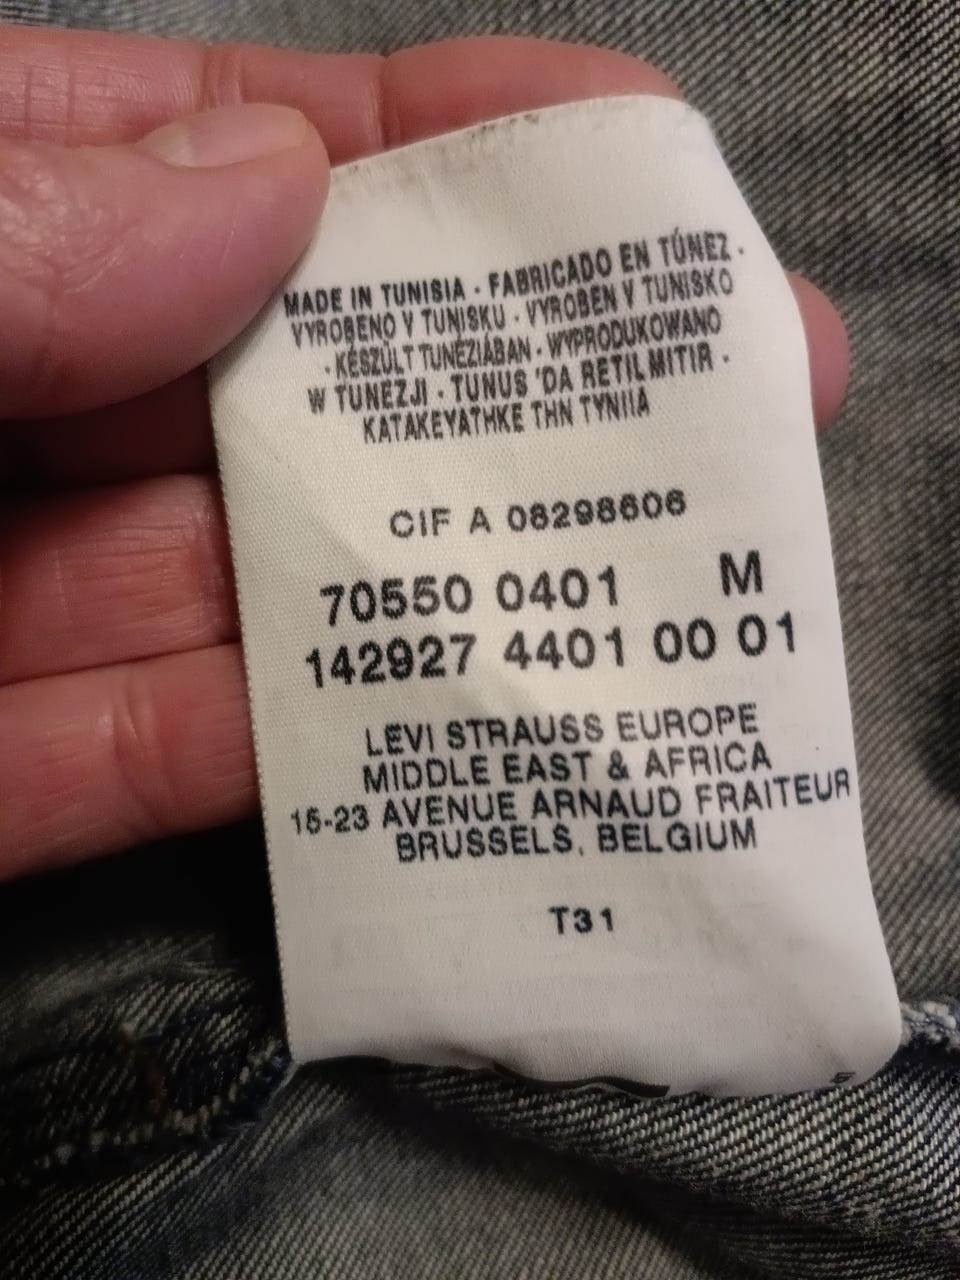 MADE IN TUNISIA · FABRICADO EN TÚNEZ ·
VYROBENO V TUNISKU · VYROBEN V TUNISKO
· KÉSZÜLT TUNÉZIÁBAN · WYPRODUKOWANO
W TUNEZJI · TUNUS 'DA RETILMITIR ·
KATAKEYATHKE THN TYNIIA
CIF A 08298606
70550 0401 M
142927 4401 00 01
LEVI STRAUSS EUROPE
MIDDLE EAST & AFRICA
15-23 AVENUE ARNAUD FRAITEUR
BRUSSELS, BELGIUM
T31